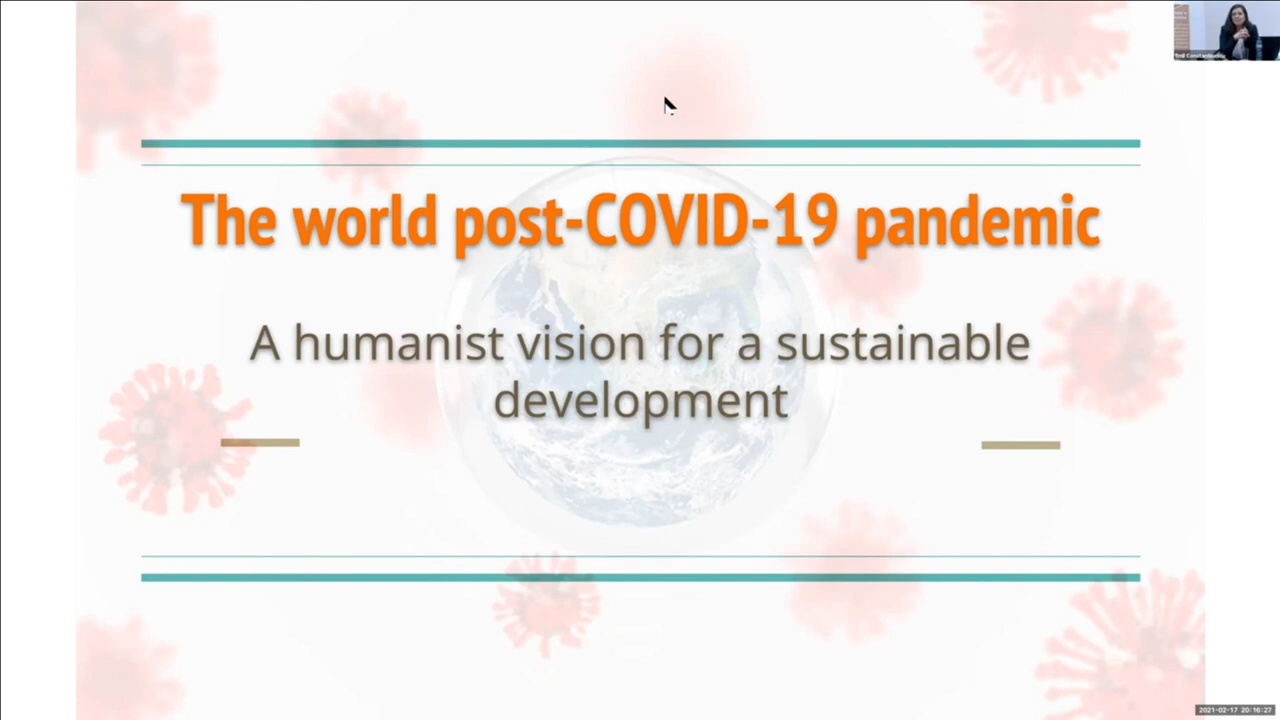 The world post-COVID-19 pandemic
A humanist vision for a sustainable
development
2021-02-17 20:16:27